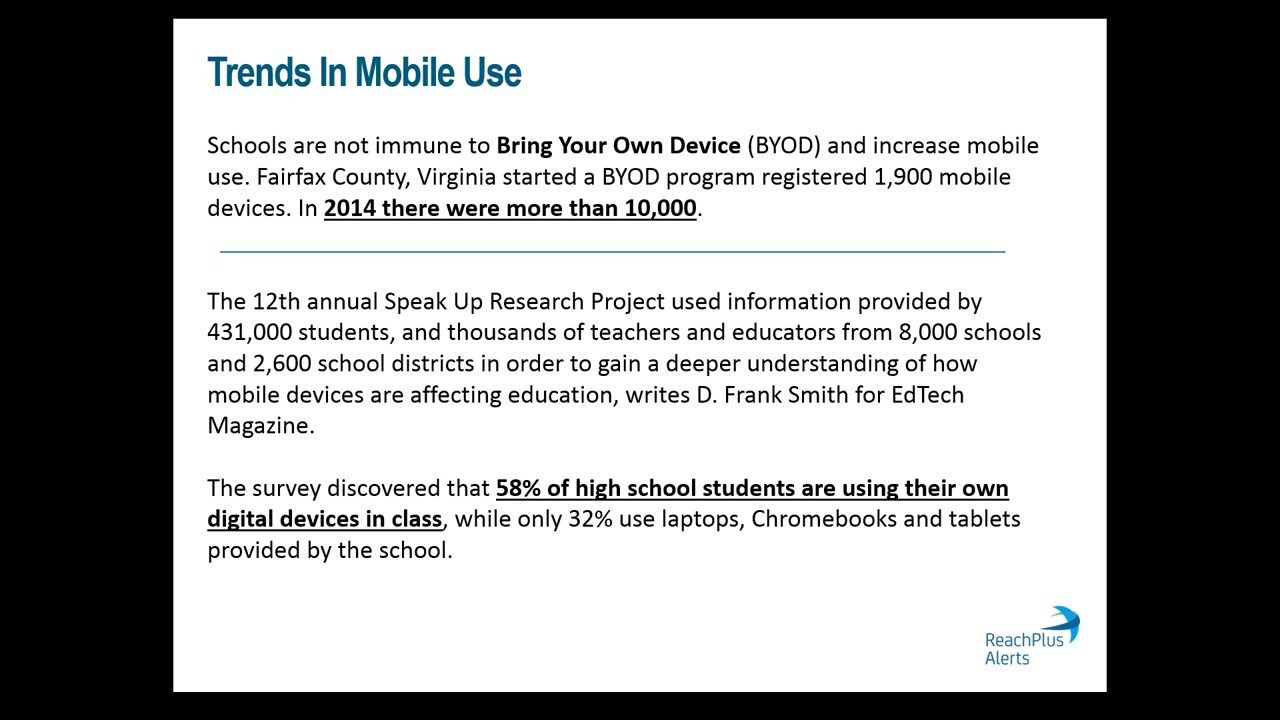 Trends In Mobile Use
Schools are not immune to Bring Your Own Device (BYOD) and increase mobile
use. Fairfax County, Virginia started a BYOD program registered 1,900 mobile
devices. In 2014 there were more than 10,000.
The 12th annual Speak Up Research Project used information provided by
431,000 students, and thousands of teachers and educators from 8,000 schools
and 2,600 school districts in order to gain a deeper understanding of how
mobile devices are affecting education, writes D. Frank Smith for EdTech
Magazine.
The survey discovered that 58% of high school students are using their own
digital devices in class, while only 32% use laptops, Chromebooks and tablets
provided by the school.
ReachPlus
Alerts